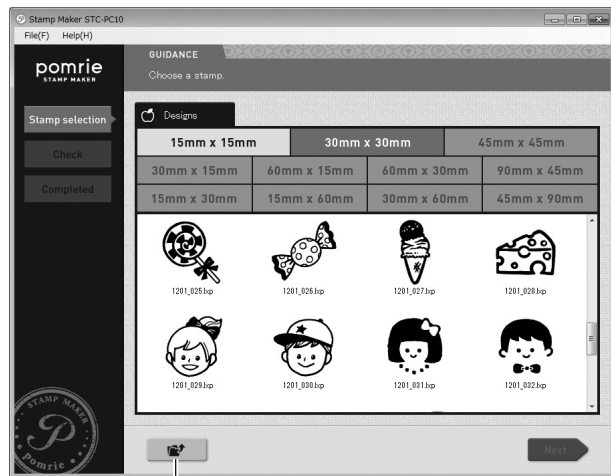 Stamp Maker STC-PC10
File(F) Help(H)
pomrie
STAMP MAKER
GUIDANCE
Choose a stamp.
Stamp selection
Check
Completed
Designs
15mm x 15mm 30mm x 30mm 45mm x 45mm
30mm x 15mm 60mm x 15mm 60mm x 30mm 90mm x 45mm
15mm x 30mm 15mm x 60mm 30mm x 60mm 45mm x 90mm
1201_025.lxp 1201_026.lxp 1201_027.lxp 1201_028.lxp
1201_029.lxp 1201_030.lxp 1201_031.lxp 1201_032.lxp
STAMP MAKER
pomrie
Next